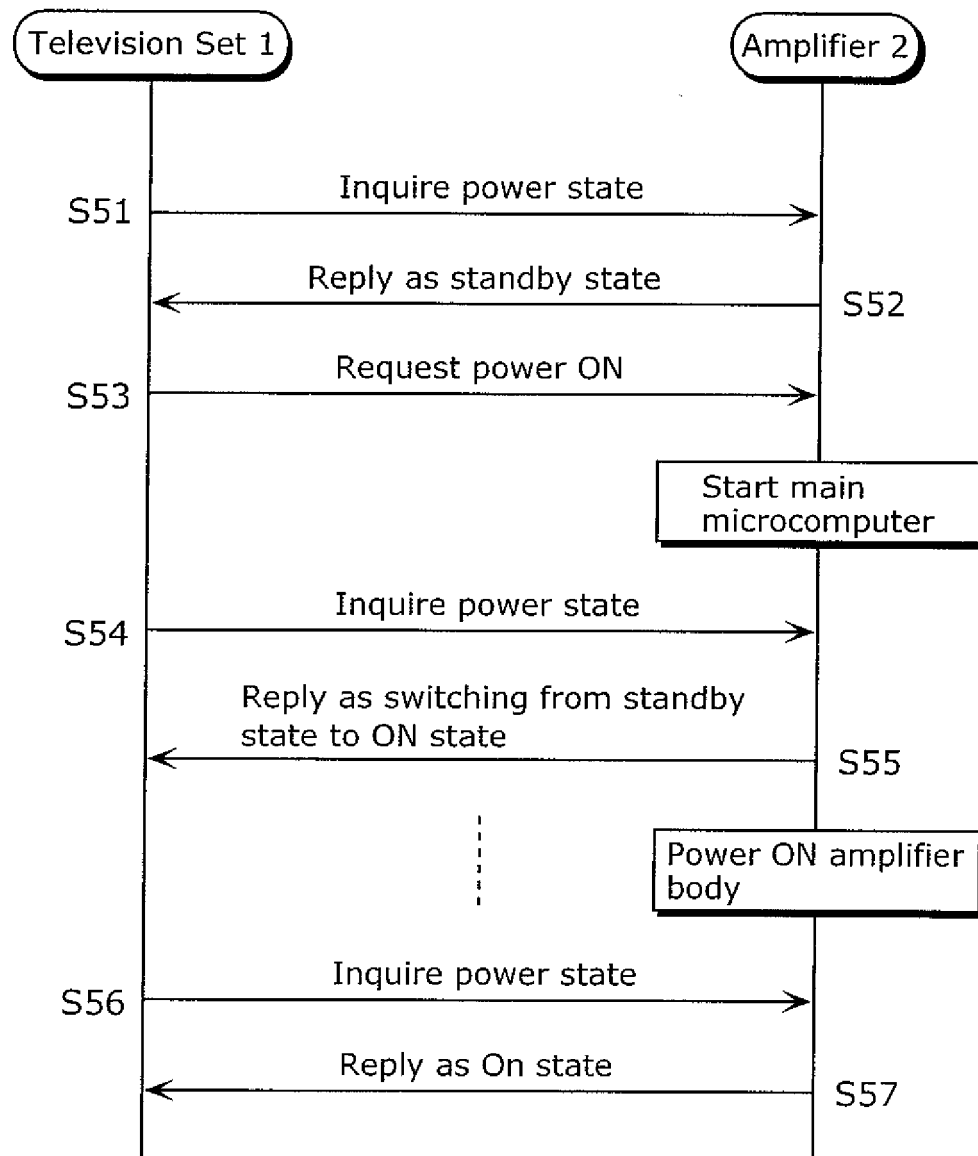 Television Set 1
Amplifier 2
Inquire power state
S51
Reply as standby state
S52
Request power ON
S53
Start main
microcomputer
Inquire power state
S54
Reply as switching from standby
state to ON state
S55
Power ON amplifier
body
Inquire power state
S56
Reply as On state
S57